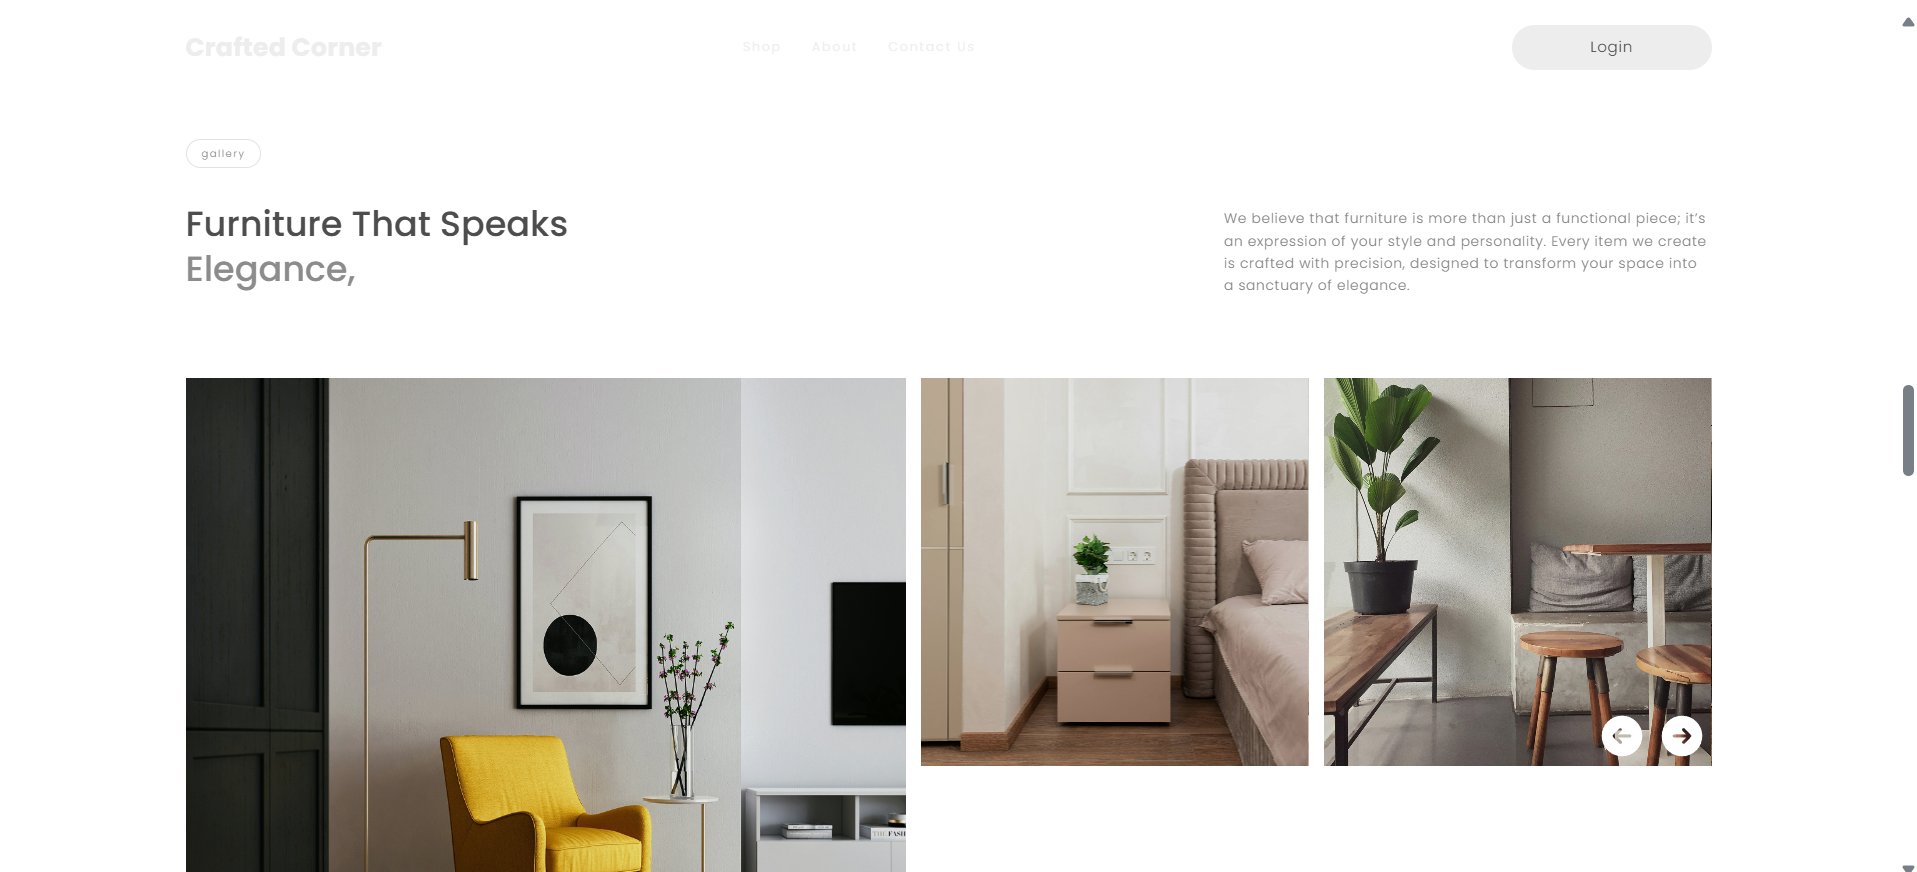 Crafted Corner
Shop About Contact Us
Login
gallery
Furniture That Speaks
Elegance,
We believe that furniture is more than just a functional piece; it’s
an expression of your style and personality. Every item we create
is crafted with precision, designed to transform your space into
a sanctuary of elegance.